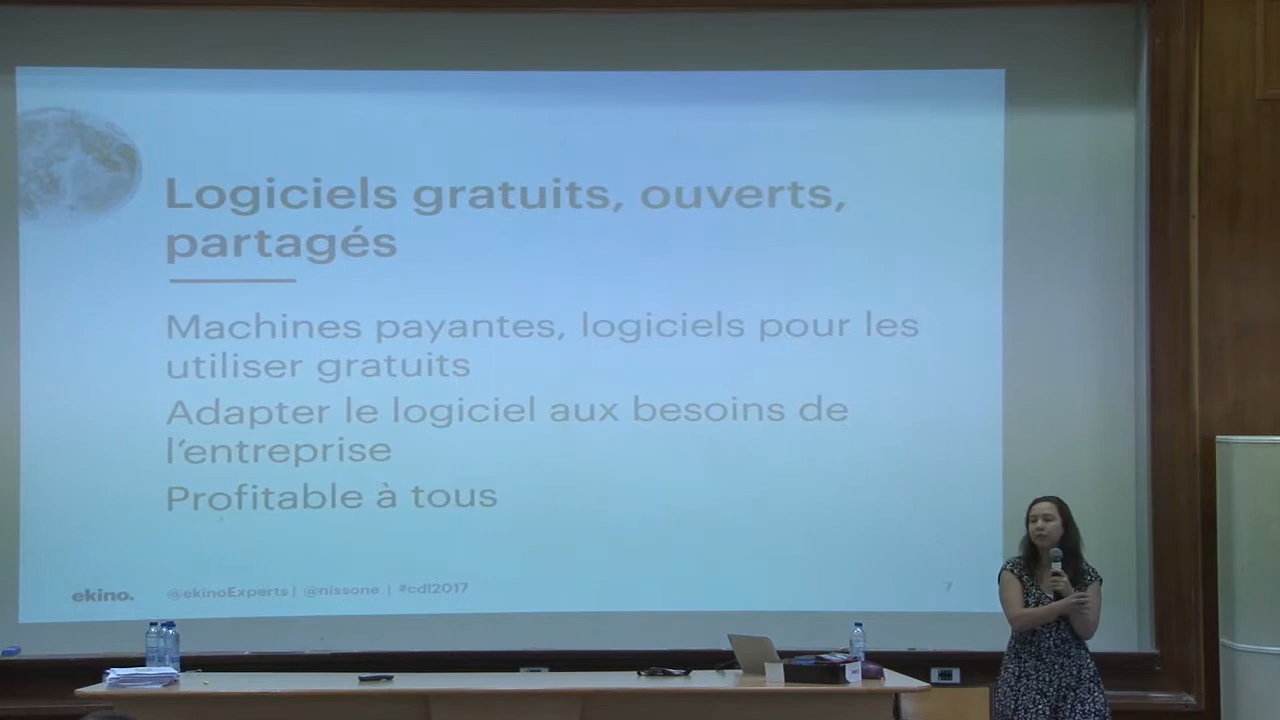 Logiciels gratuits, ouverts,
partagés
Machines payantes, logiciels pour les
utiliser gratuits
Adapter le logiciel aux besoins de
l’entreprise
Profitable à tous
ekino. @ekinoExperts | @nissone | #cdl2017 7